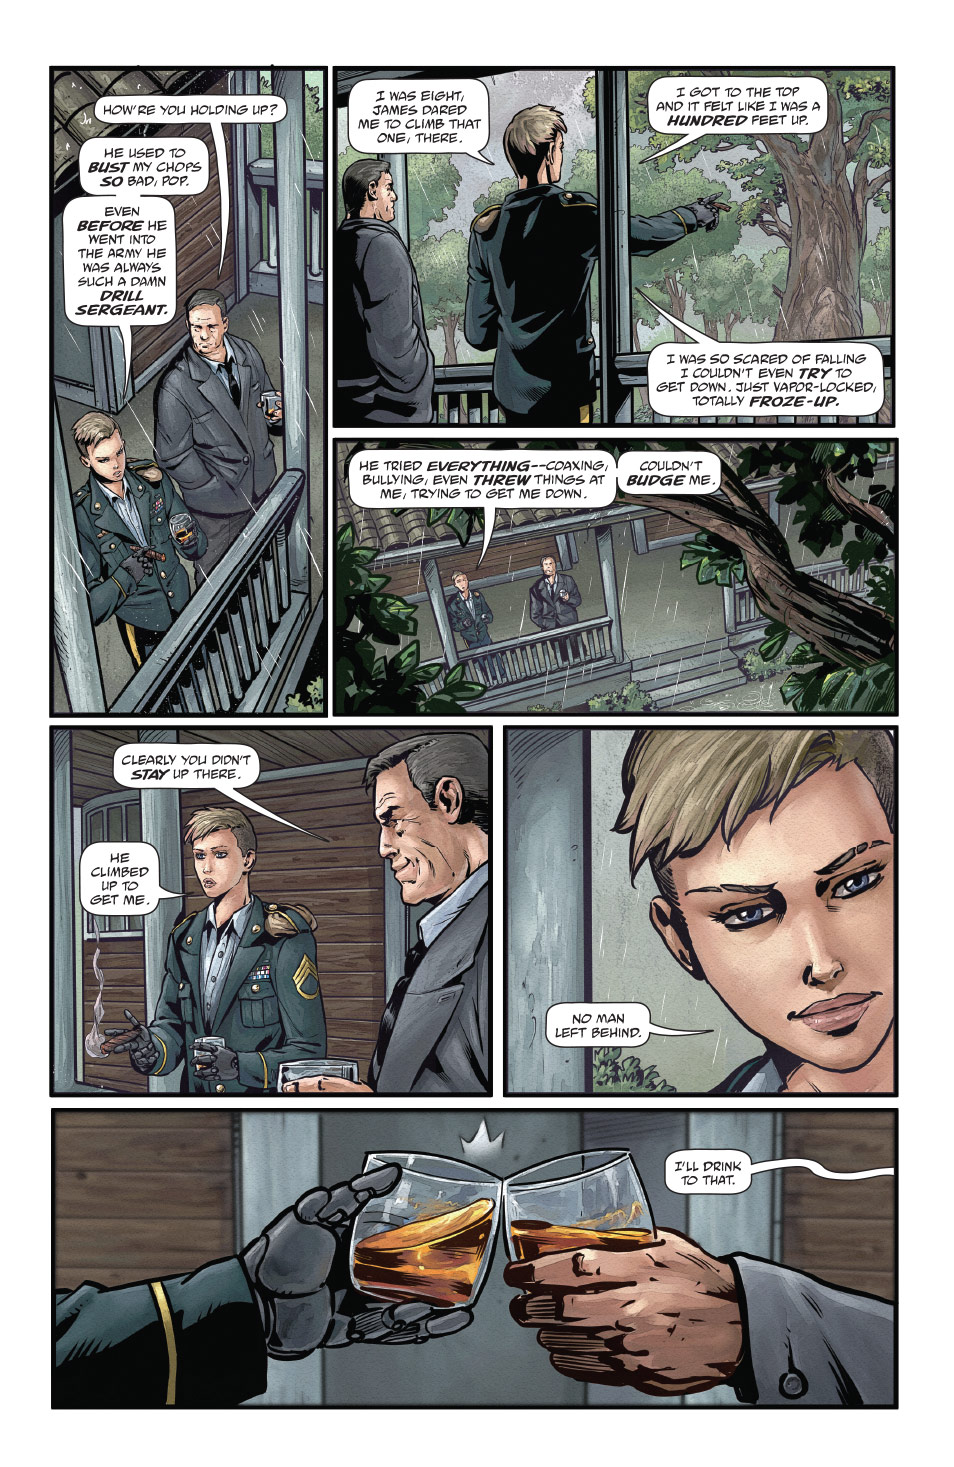 HOW'RE YOU HOLDING UP?
HE USED TO
BUST MY CHOPS
SO BAD, POP.
EVEN
BEFORE HE
WENT INTO
THE ARMY HE
WAS ALWAYS
SUCH A DAMN
DRILL
SERGEANT.
I WAS EIGHT,
JAMES DARED
ME TO CLIMB THAT
ONE, THERE.
I GOT TO THE TOP
AND IT FELT LIKE I WAS A
HUNDRED FEET UP.
I WAS SO SCARED OF FALLING
I COULDN'T EVEN TRY TO
GET DOWN. JUST VAPOR-LOCKED,
TOTALLY FROZE-UP.
HE TRIED EVERYTHING--COAXING,
BULLYING, EVEN THREW THINGS AT
ME, TRYING TO GET ME DOWN.
COULDN'T
BUDGE ME.
CLEARLY YOU DIDN'T
STAY UP THERE.
HE
CLIMBED
UP TO
GET ME.
NO MAN
LEFT BEHIND.
I'LL DRINK
TO THAT.